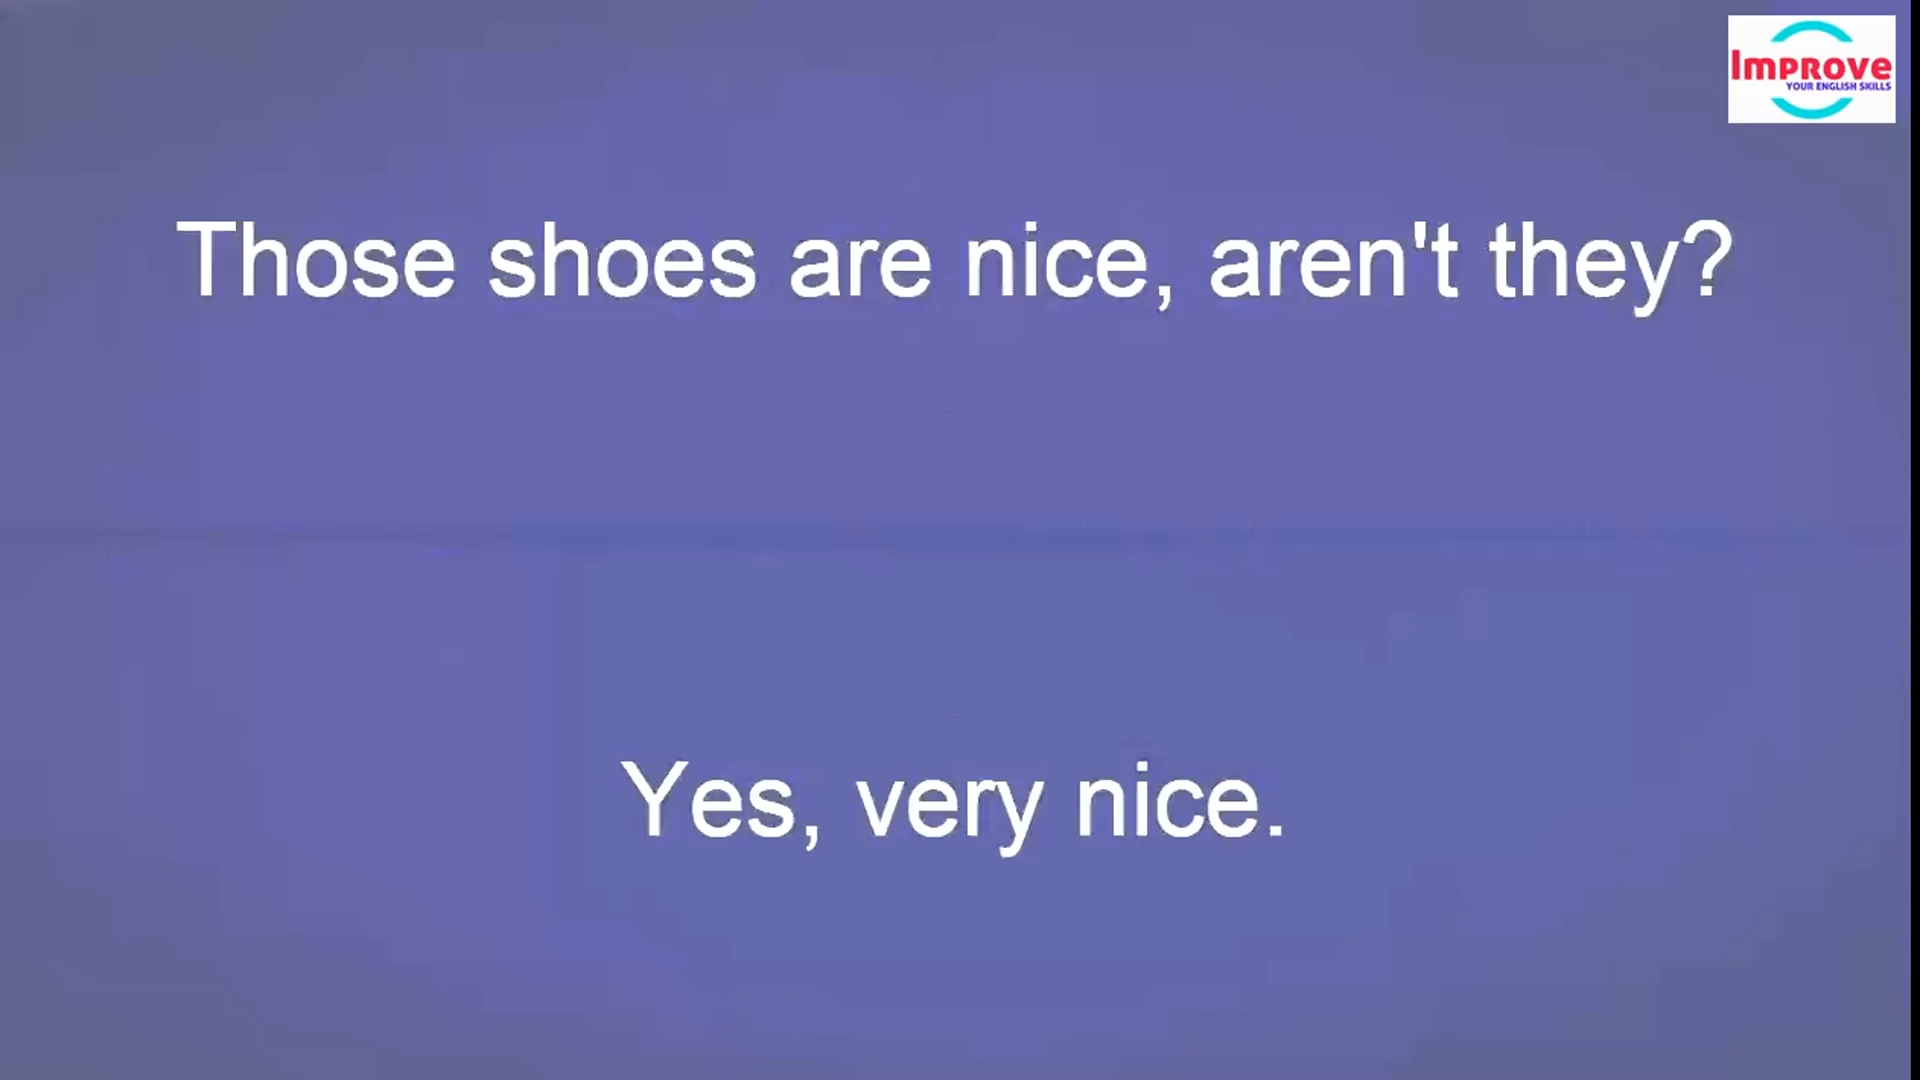 Improve
YOUR ENGLISH SKILLS
Those shoes are nice, aren't they?
Yes, very nice.